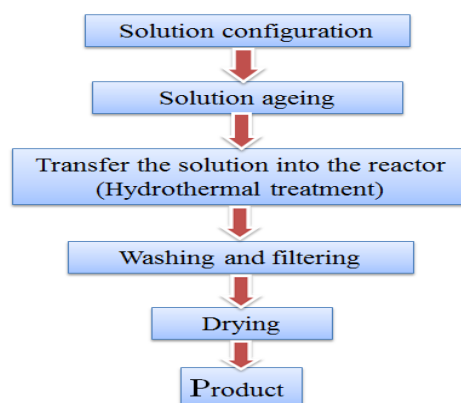 Solution configuration
Solution ageing
Transfer the solution into the reactor
(Hydrothermal treatment)
Washing and filtering
Drying
Product